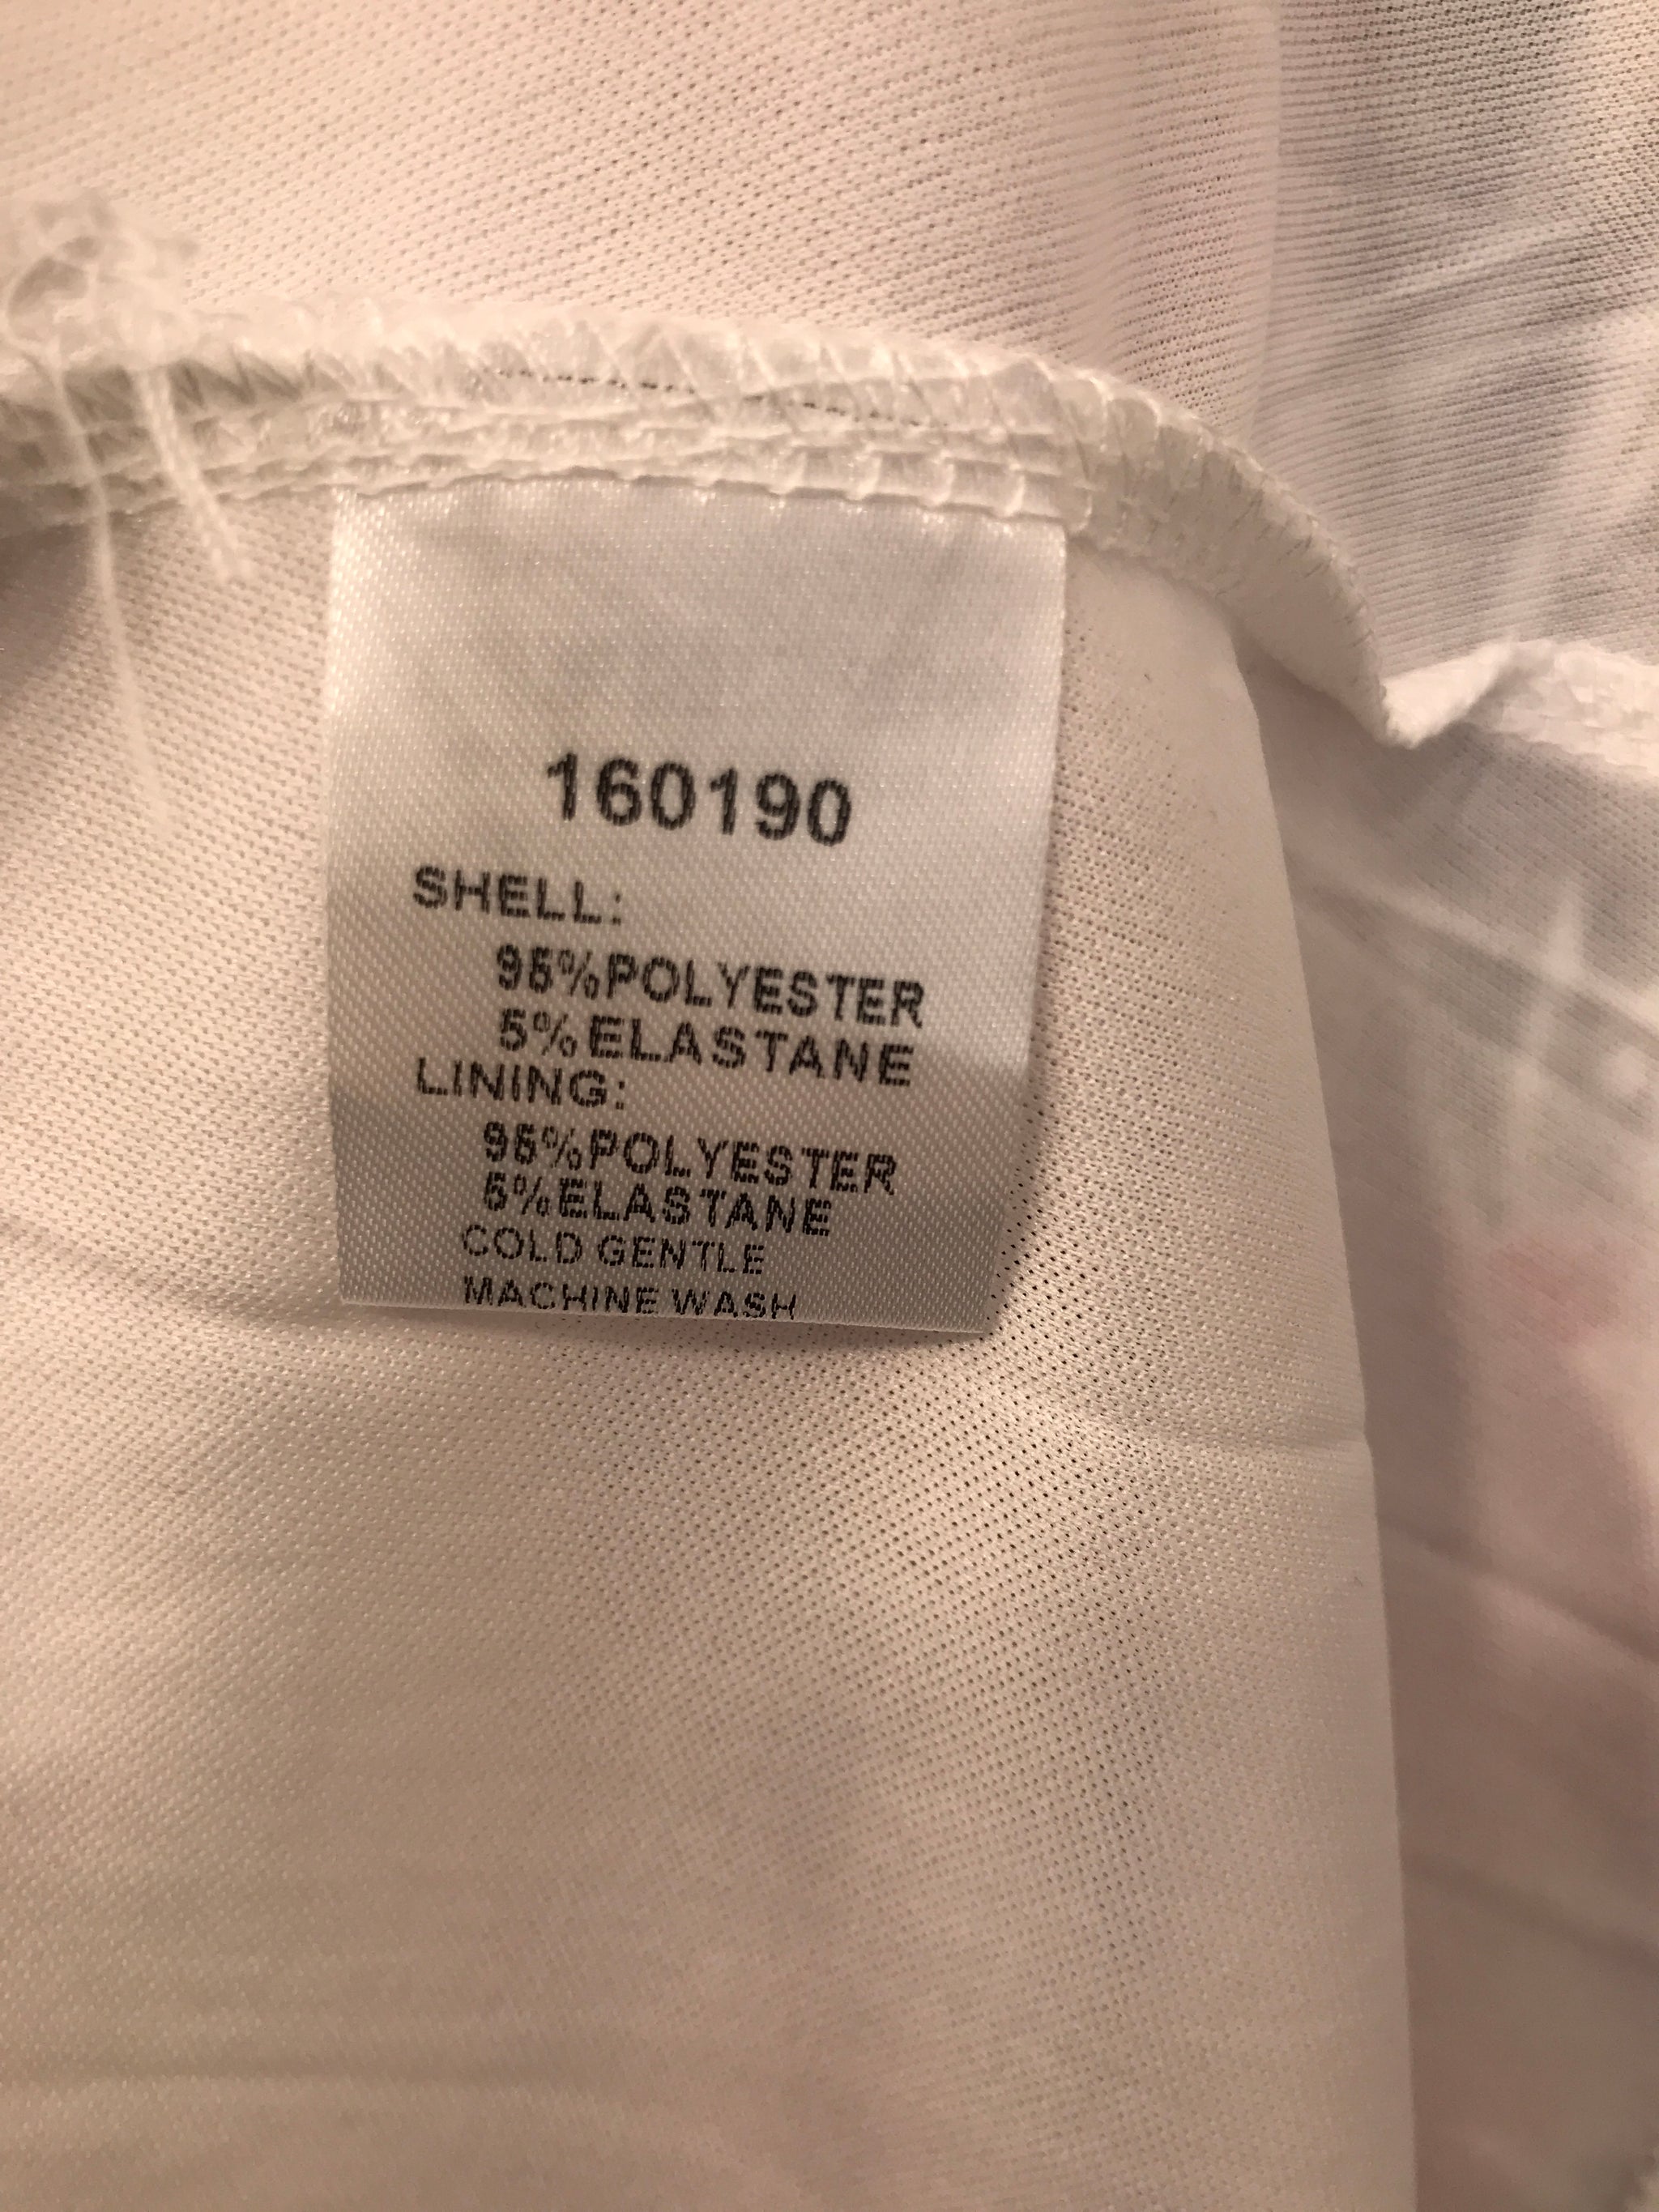 160190
SHELL:
95%POLYESTER
5%ELASTANE
LINING:
95%POLYESTER
5%ELASTANE
COLD GENTLE
MACHINE WASH